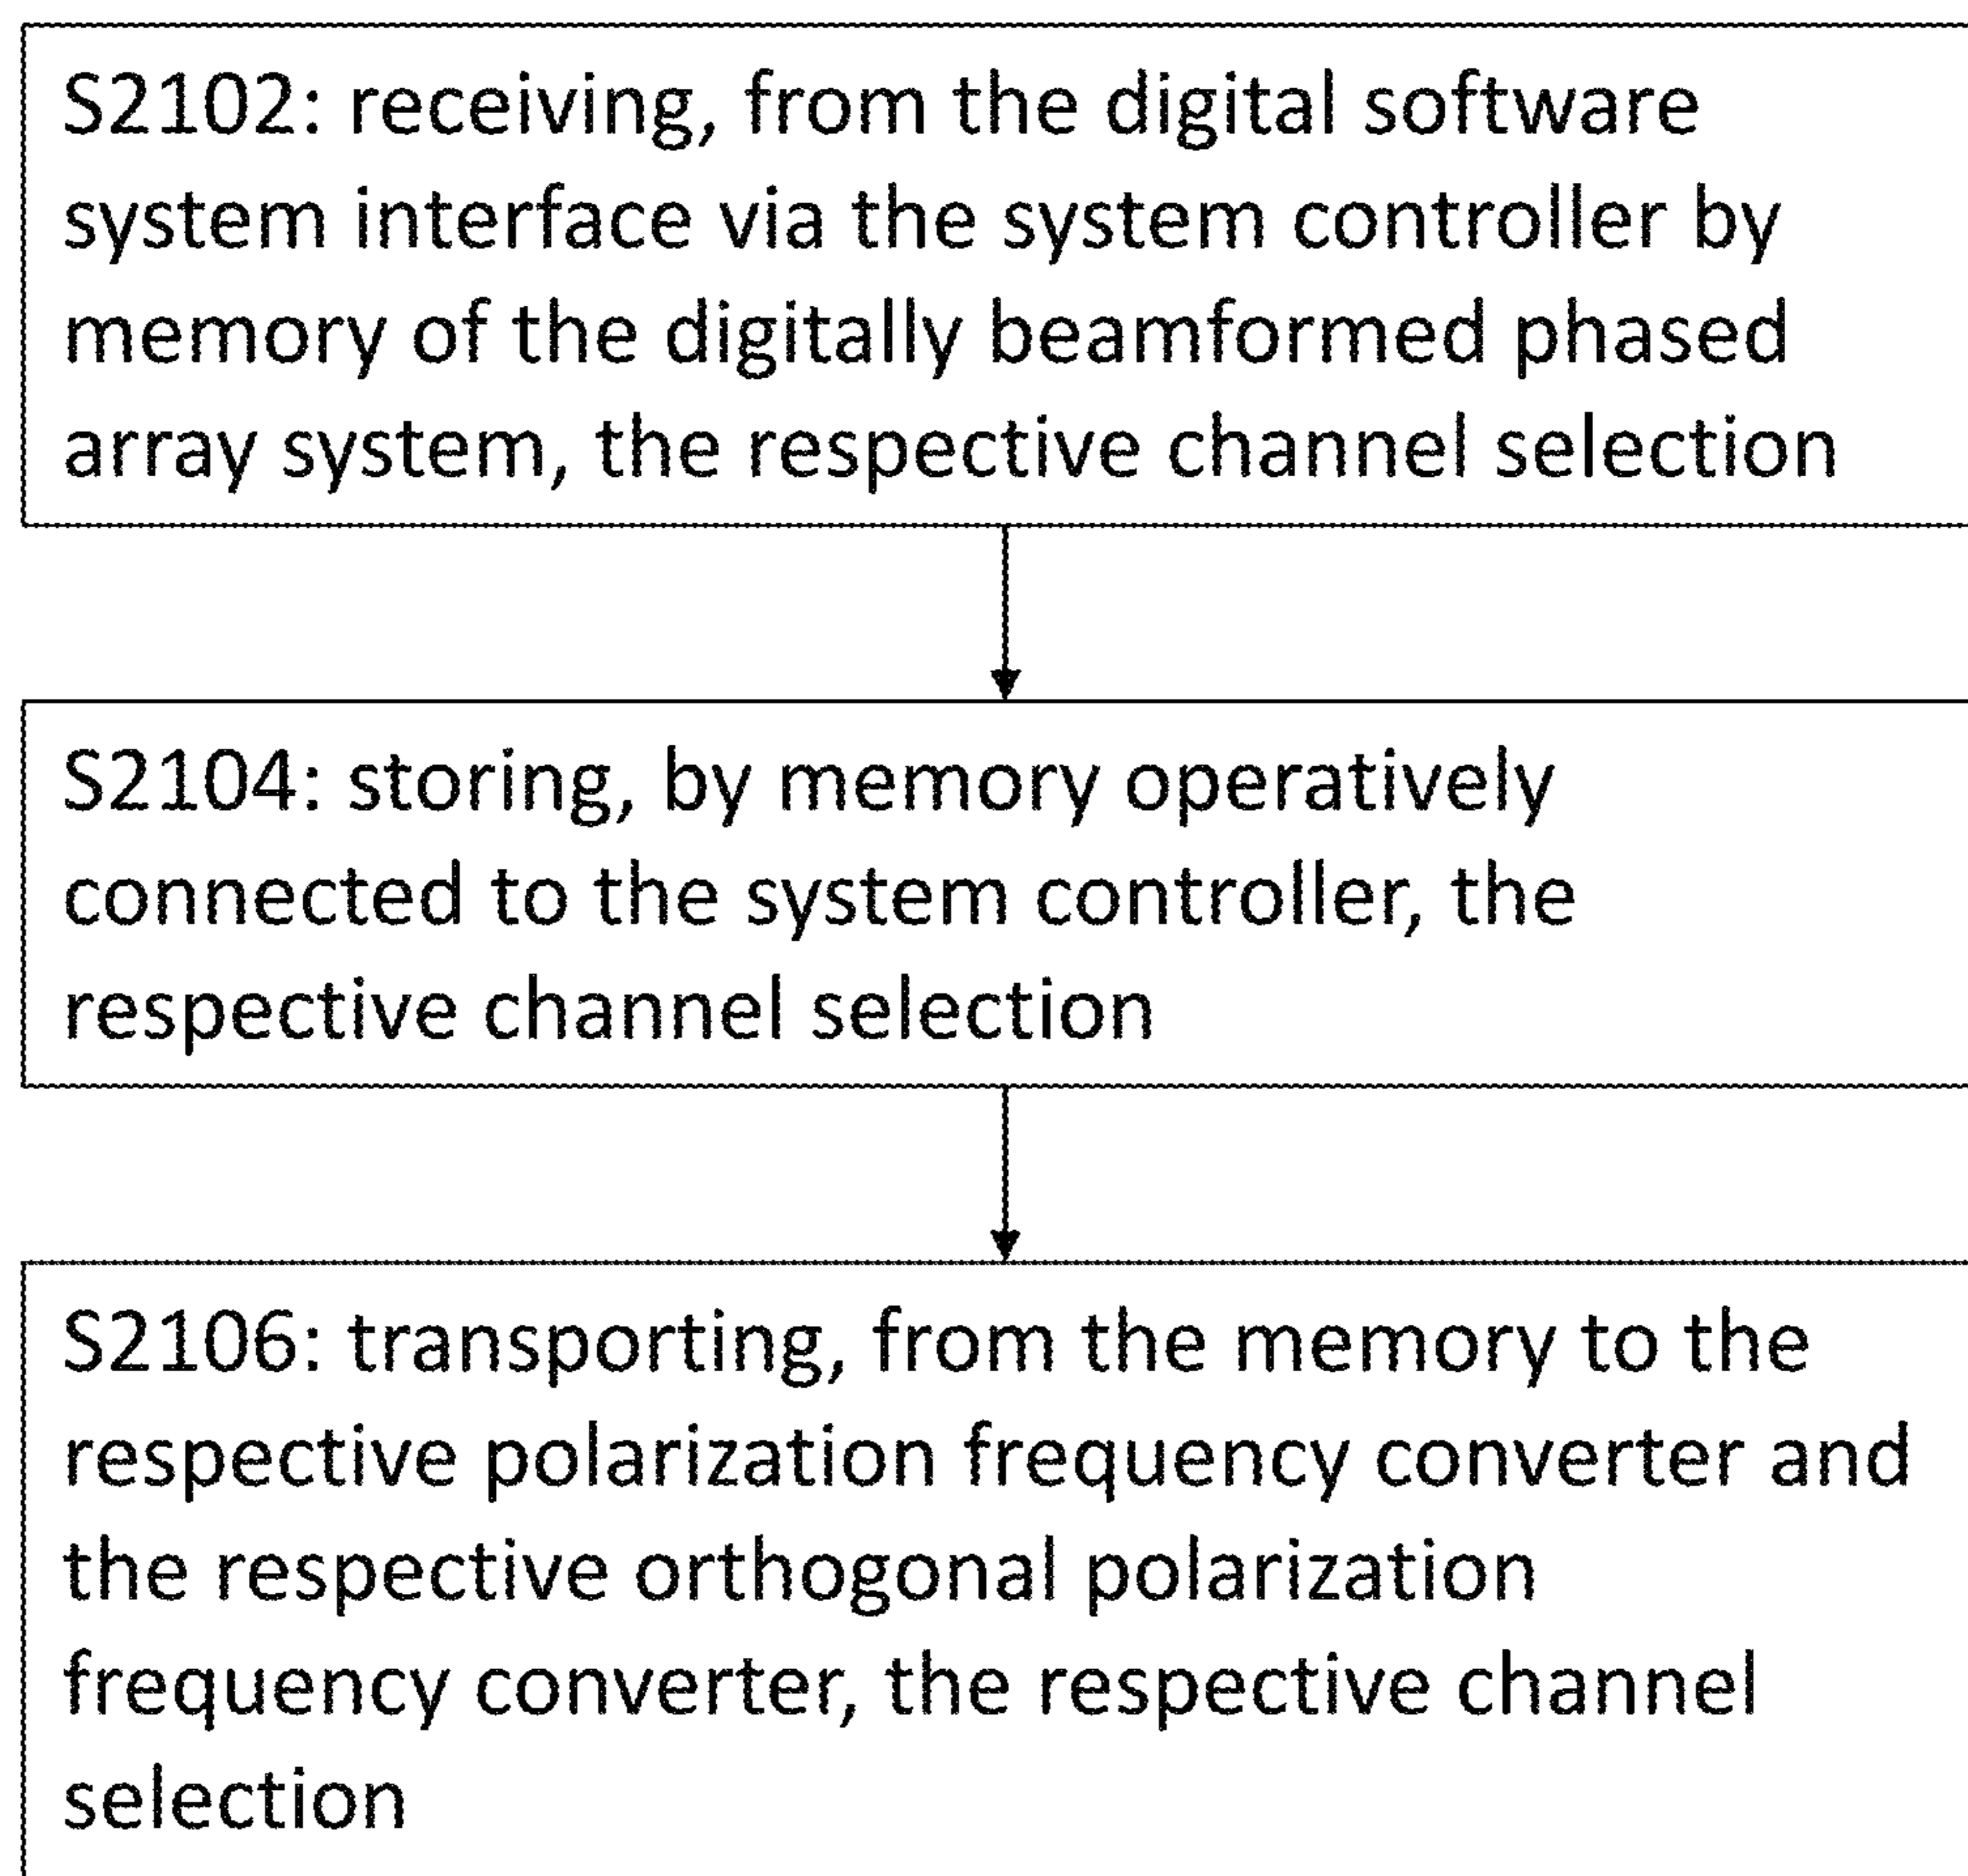 S2102: receiving, from the digital software
system interface via the system controller by
memory of the digitally beamformed phased
array system, the respective channel selection
S2104: storing, by memory operatively
connected to the system controller, the
respective channel selection
S2106: transporting, from the memory to the
respective polarization frequency converter and
the respective orthogonal polarization
frequency converter, the respective channel
selection